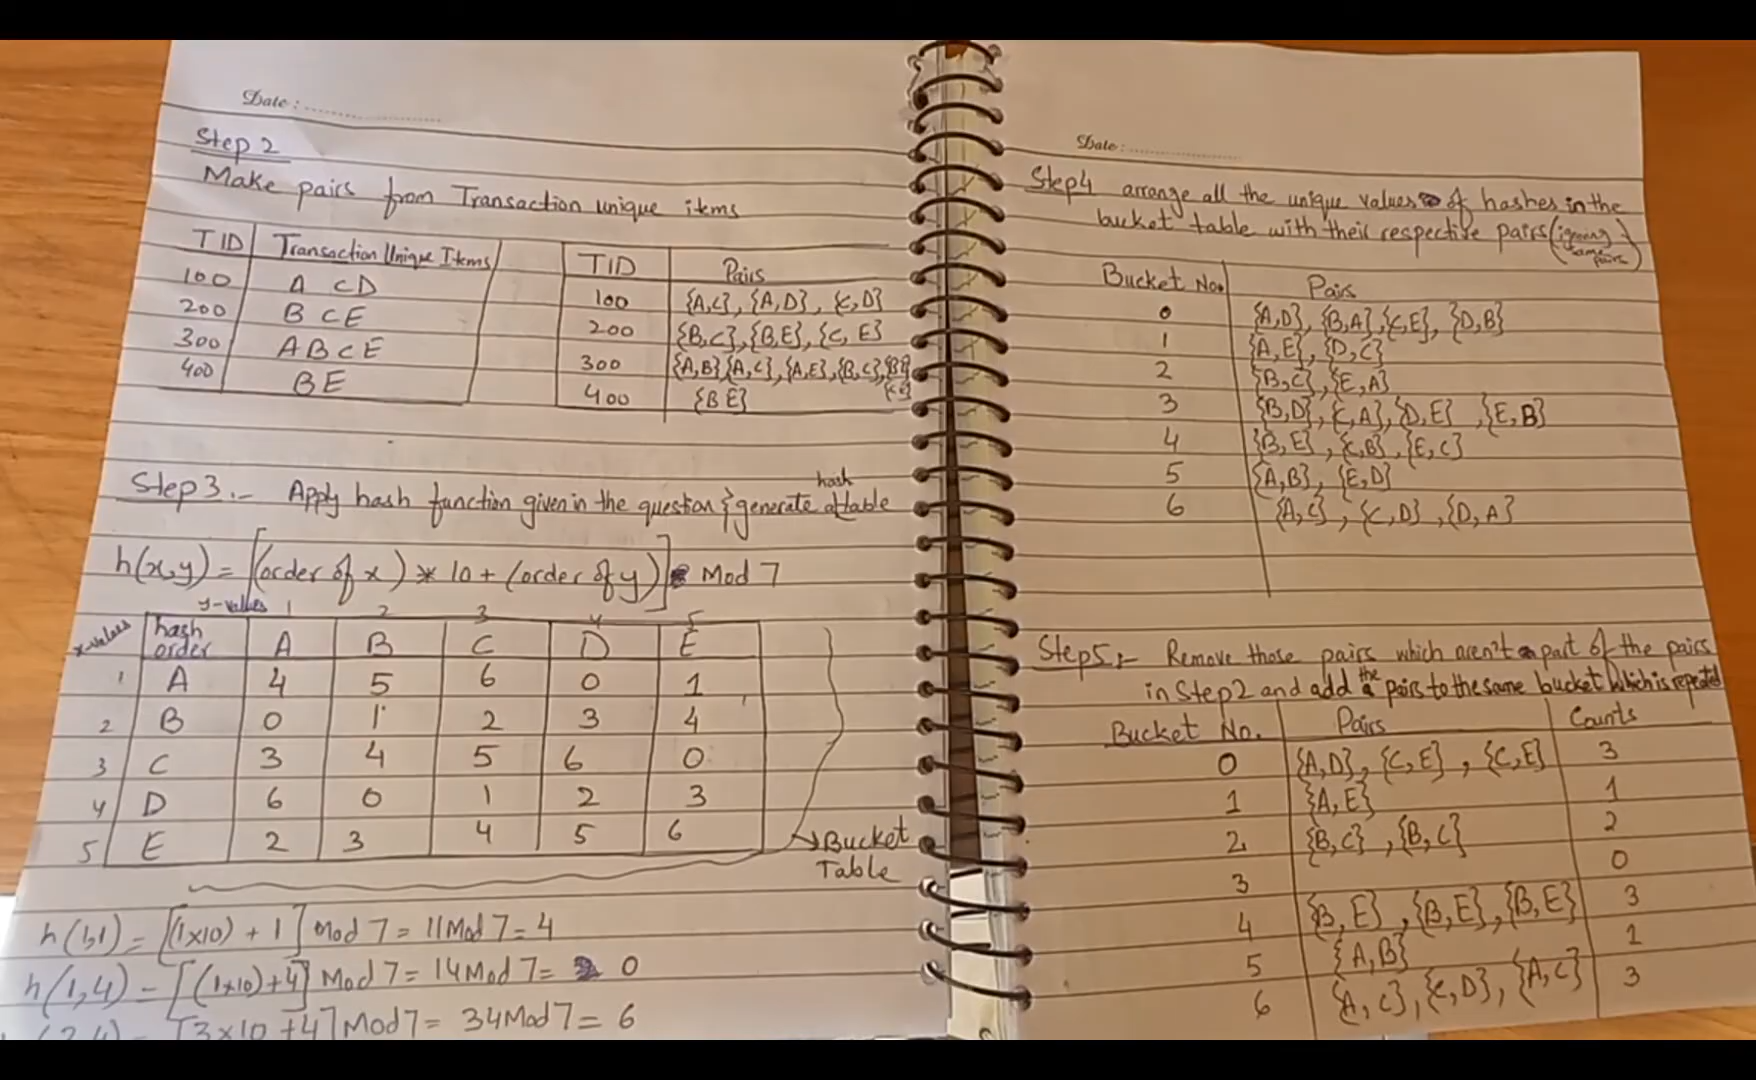 Date :
Step 2
Make pairs from Transaction unique items
TID Transaction Unique Items
100 A CD
200 B C E
300 A B C E
400 B E
TID Pairs
100 {A,C}, {A,D}, {C,D}
200 {B,C}, {B,E}, {C, E}
300 {A,B} {A,C}, {A,E}, {B,C}, {B E}
{C E}
400 {B E}
Step 3.- Apply hash function given in the question & generate a hash table
h(x,y) = [(order of x) * 10 + (order of y)] Mod 7
y-values 1 2 3 4 5
x-values hash order A B C D E
1 A 4 5 6 0 1
2 B 0 1 2 3 4
3 C 3 4 5 6 0
4 D 6 0 1 2 3
5 E 2 3 4 5 6
Bucket
Table
h(1,1) = [(1x10) + 1] Mod 7 = 11 Mod 7 = 4
h(1,4) = [(1x10)+4] Mod 7 = 14 Mod 7 = 0
[3x10 +4] Mod 7 = 34 Mod 7 = 6
Date :
Step4 arrange all the unique values of hashes in the
bucket table with their respective pairs (ignoring
same pairs)
Bucket No. Pairs
0 {A,D}, {B,A}, {C,E}, {D,B}
1 {A,E}, {D,C}
2 {B,C}, {E,A}
3 {B,D}, {C,A}, {D,E} , {E,B}
4 {B,E} , {C,B} , {E,C}
5 {A,B}, {E,D}
6 {A,C} , {C,D} , {D,A}
Step5:- Remove those pairs which aren't a part of the pairs
in Step2 and add the pairs to the same bucket which is repeated
Bucket No. Pairs Counts
0 {A,D}, {C,E} , {C,E} 3
1 {A,E} 1
2 {B,C} , {B,C} 2
3 0
4 {B,E} , {B,E}, {B,E} 3
5 {A,B} 1
6 {A,C}, {C,D}, {A,C} 3